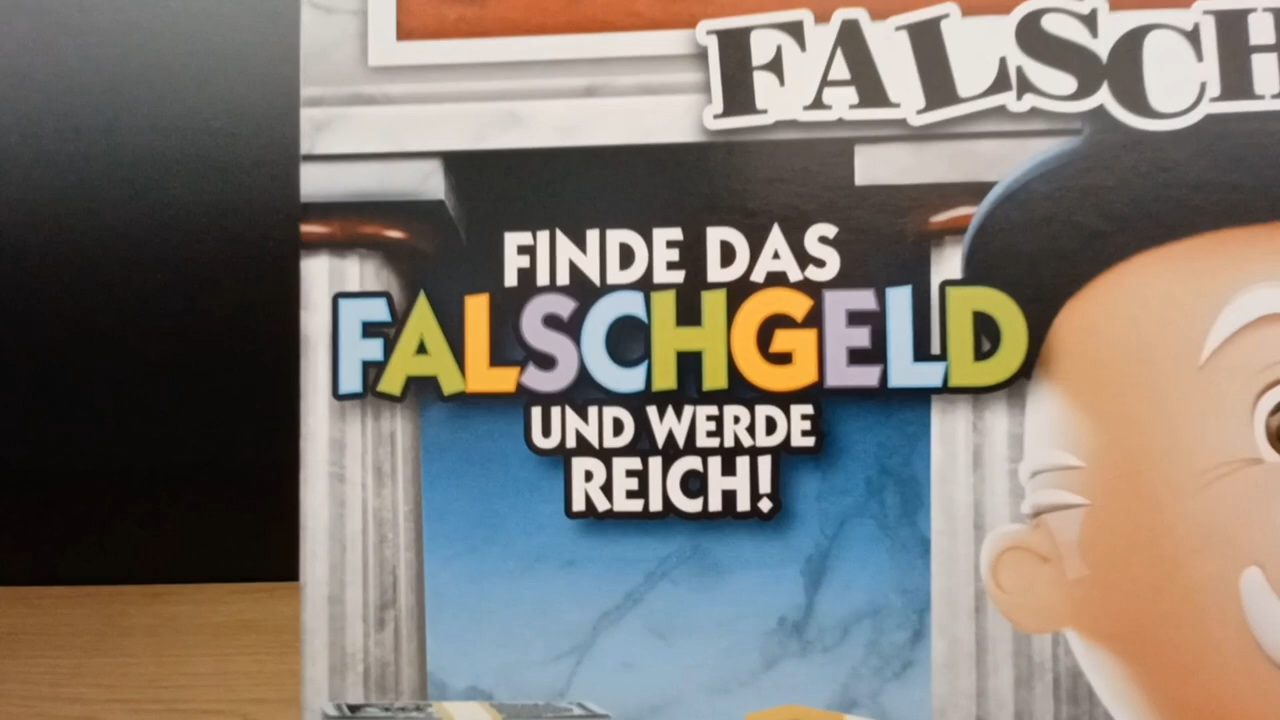 FALSCH
FINDE DAS
FALSCHGELD
UND WERDE
REICH!